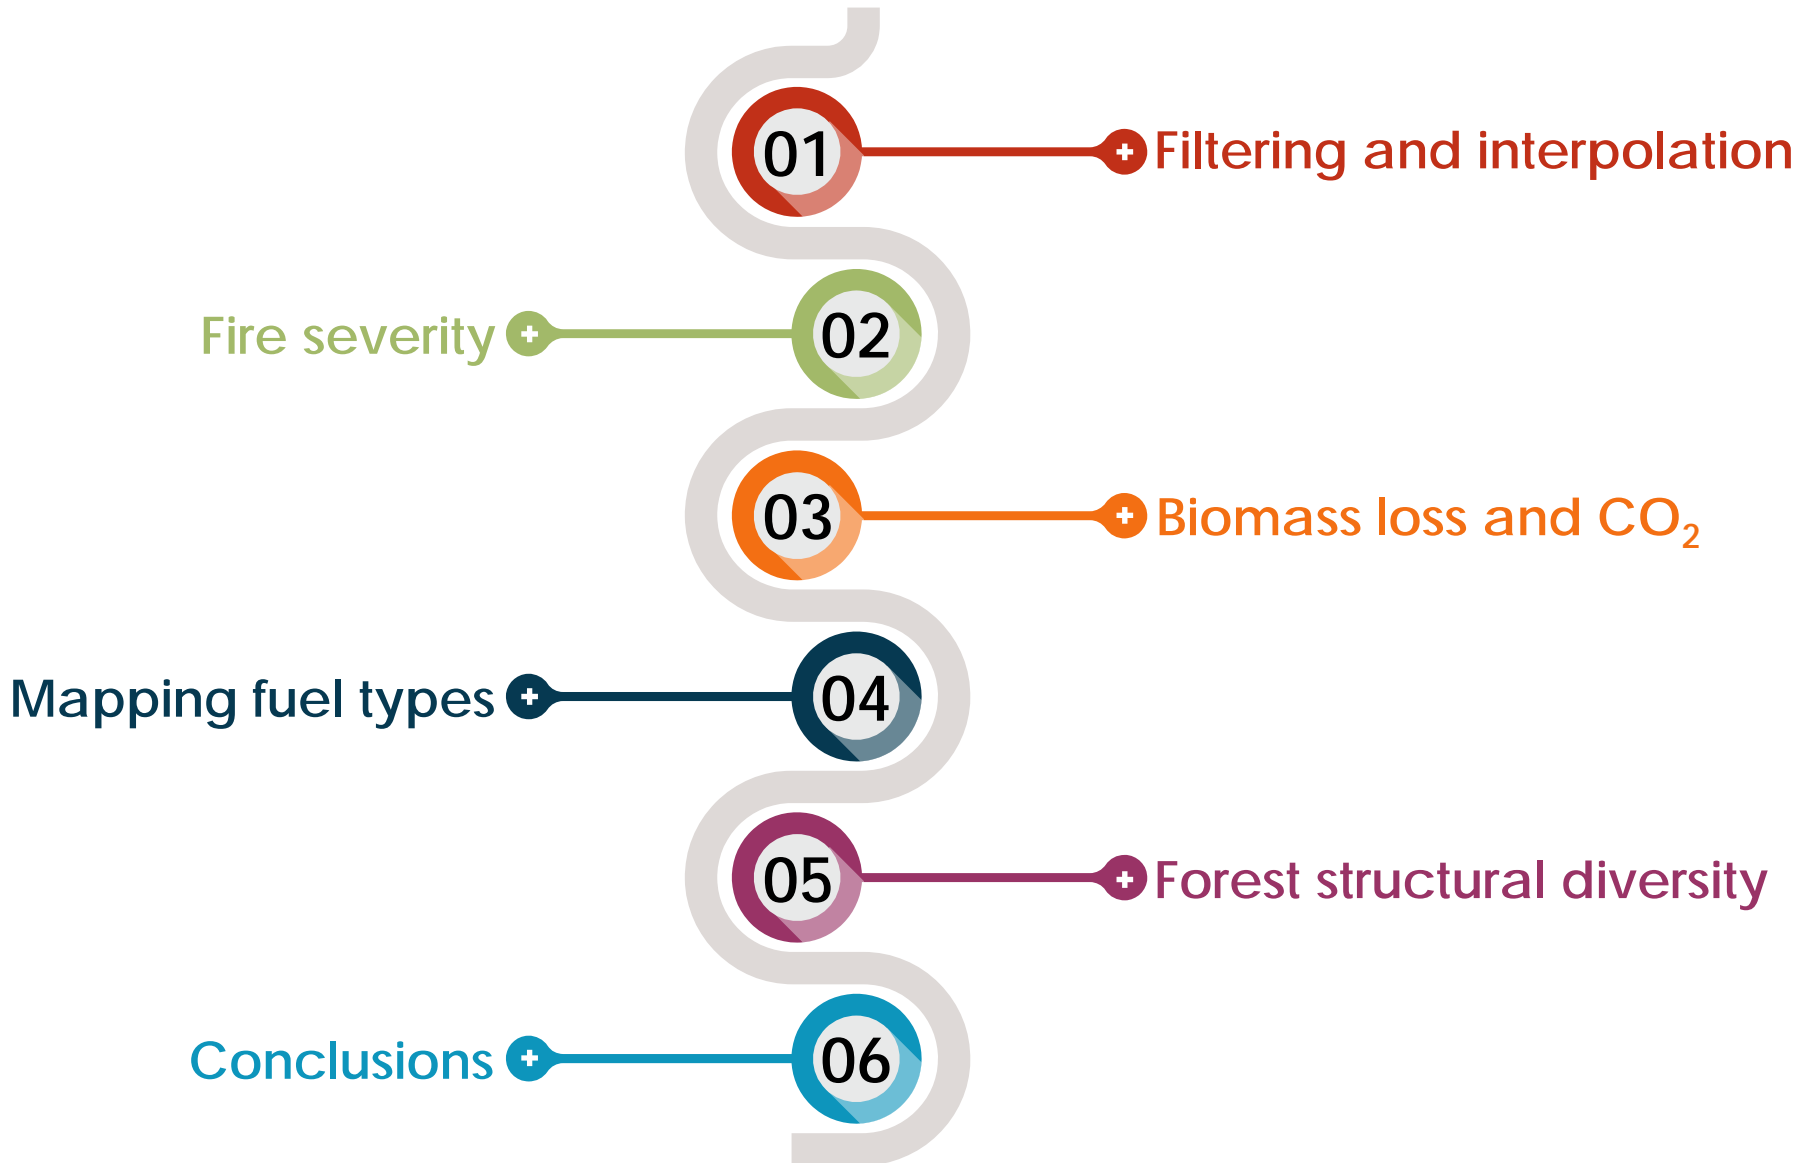 01 Filtering and interpolation
Fire severity 02
03 Biomass loss and CO₂
Mapping fuel types 04
05 Forest structural diversity
Conclusions 06